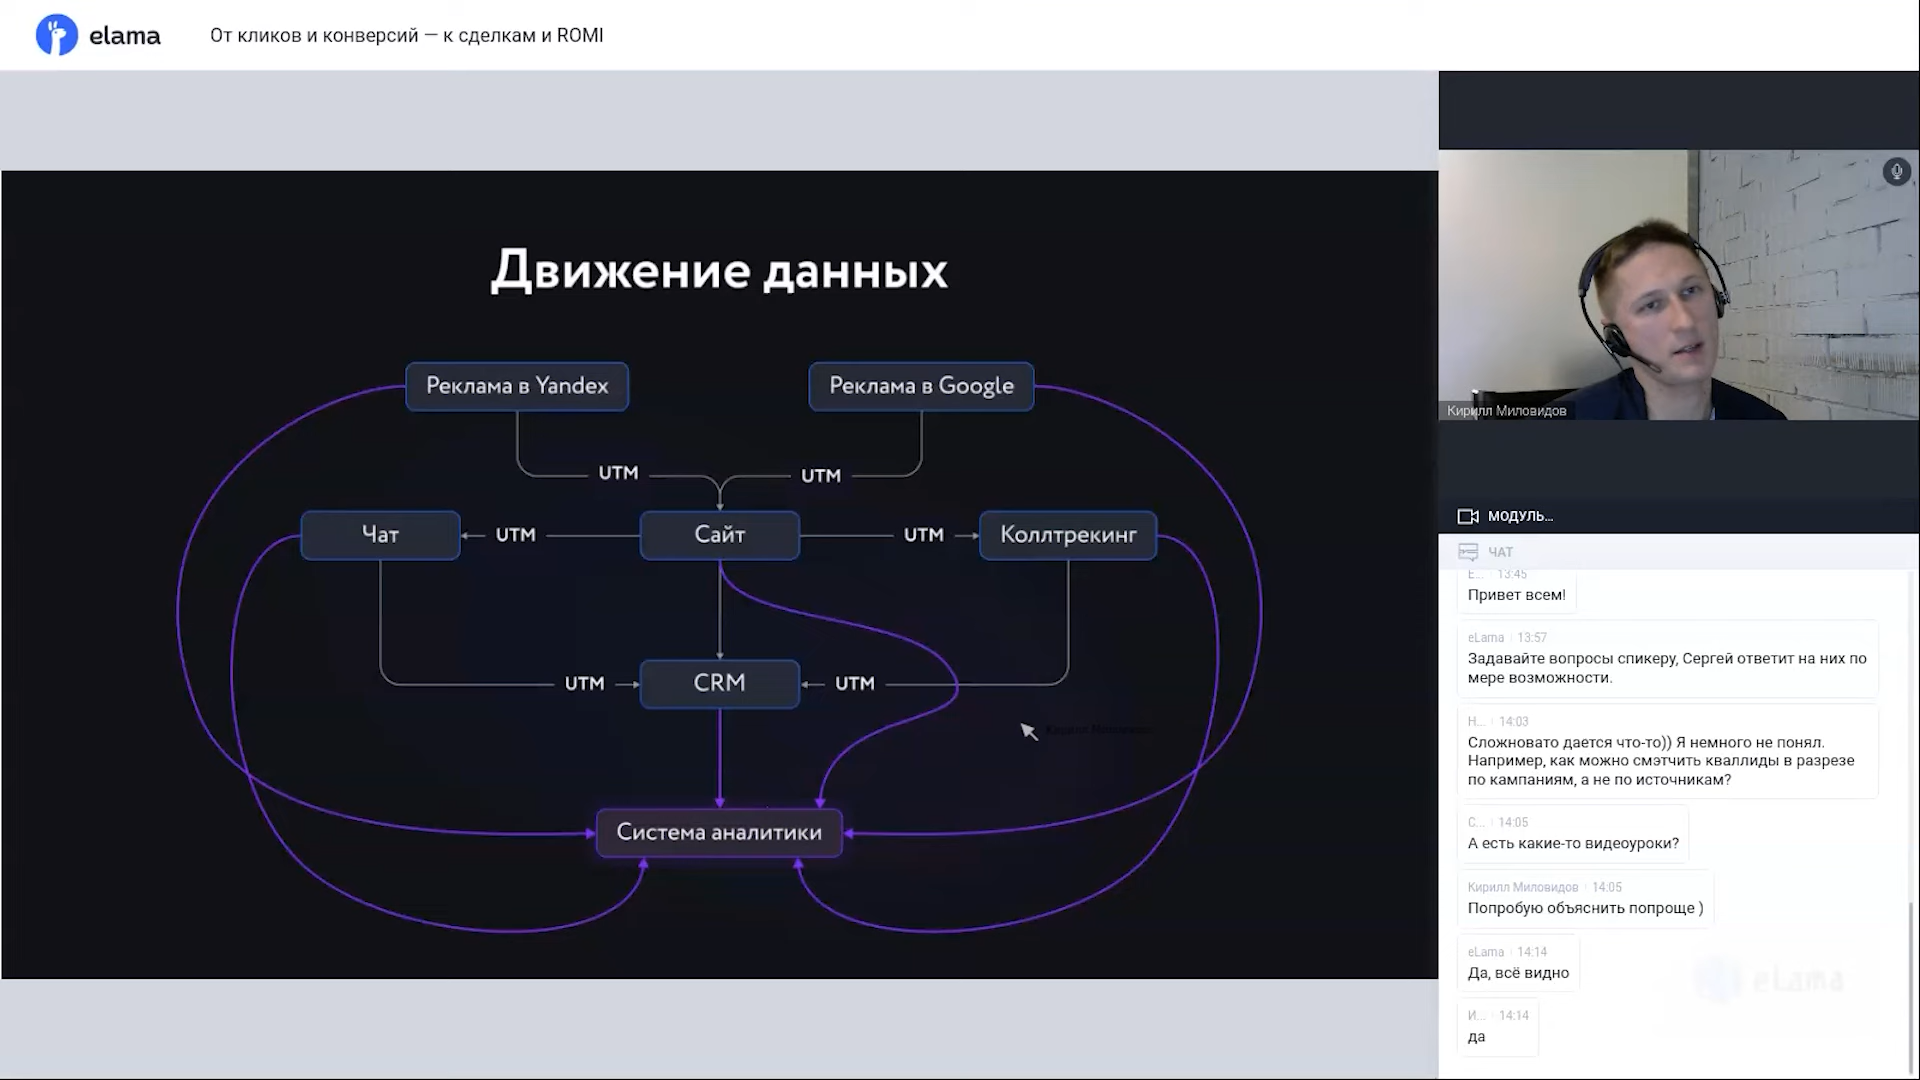 elama
От кликов и конверсий — к сделкам и ROMI
Движение данных
Реклама в Yandex
Реклама в Google
UTM
UTM
Чат
UTM
Сайт
UTM
Коллтрекинг
UTM
CRM
UTM
Система аналитики
Кирилл Миловидов
МОДУЛЬ...
ЧАТ
Е... 13:45
Привет всем!
eLama 13:57
Задавайте вопросы спикеру, Сергей ответит на них по
мере возможности.
Н... 14:03
Сложновато дается что-то)) Я немного не понял.
Например, как можно смэтчить кваллиды в разрезе
по кампаниям, а не по источникам?
С... 14:05
А есть какие-то видеоуроки?
Кирилл Миловидов 14:05
Попробую объяснить попроще )
eLama 14:14
Да, всё видно
И... 14:14
да
eLama